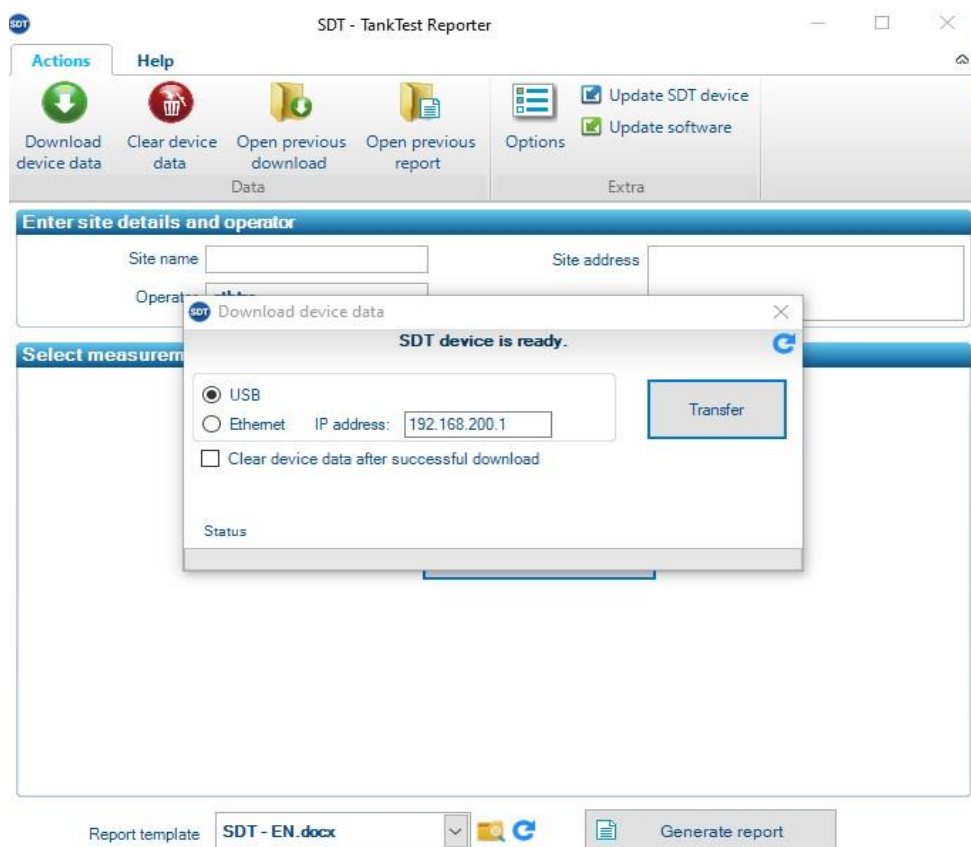 SDT
SDT - TankTest Reporter
Actions Help
Download device data
Clear device data
Open previous download
Open previous report
Options
Update SDT device
Update software
Data
Extra
Enter site details and operator
Site name
Site address
SDT Download device data
SDT device is ready.
USB
Ethernet IP address: 192.168.200.1
Transfer
Clear device data after successful download
Status
Report template SDT - EN.docx
Generate report